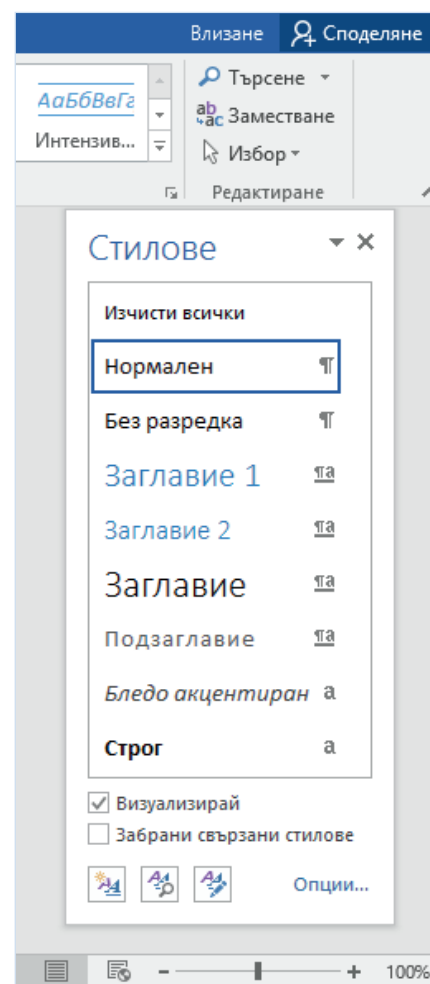 Влизане Споделяне
АаБбВвГг
Търсене
Заместване
Интензив...
Избор
Редактиране
Стилове
Изчисти всички
Нормален ¶
Без разредка ¶
Заглавие 1 ¶a
Заглавие 2 ¶a
Заглавие ¶a
Подзаглавие ¶a
Бледо акцентиран a
Строг a
Визуализирай
Забрани свързани стилове
Опции...
100%